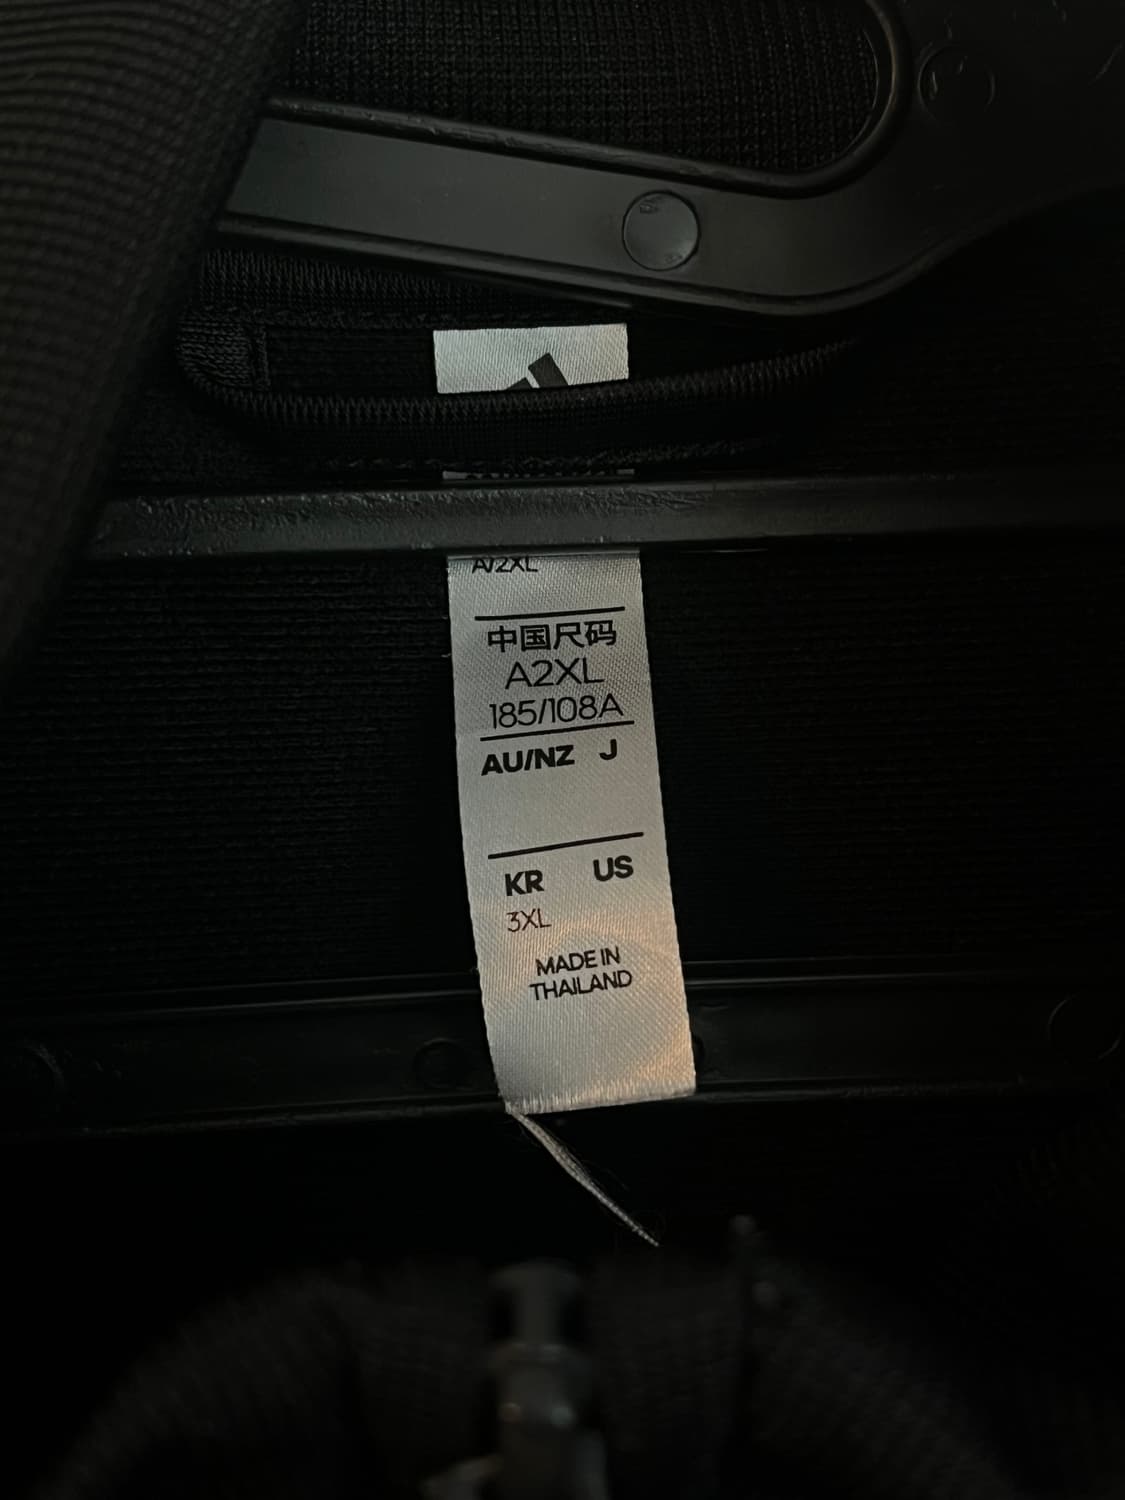 A/2XL
中国尺码
A2XL
185/108A
AU/NZ J
KR US
3XL
MADE IN
THAILAND